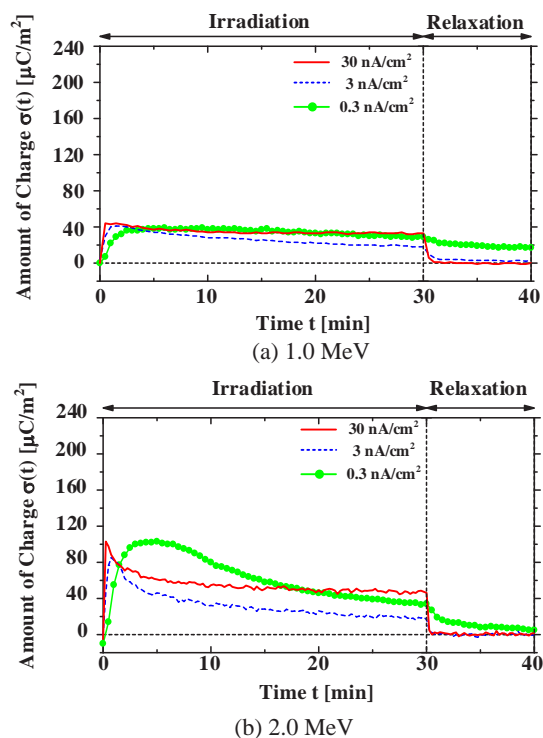 Irradiation Relaxation
240
200
160
120
80
40
0
Amount of Charge σ(t) [μC/m²]
30 nA/cm²
3 nA/cm²
0.3 nA/cm²
0 10 20 30 40
Time t [min]
(a) 1.0 MeV
Irradiation Relaxation
240
200
160
120
80
40
0
Amount of Charge σ(t) [μC/m²]
30 nA/cm²
3 nA/cm²
0.3 nA/cm²
0 10 20 30 40
Time t [min]
(b) 2.0 MeV